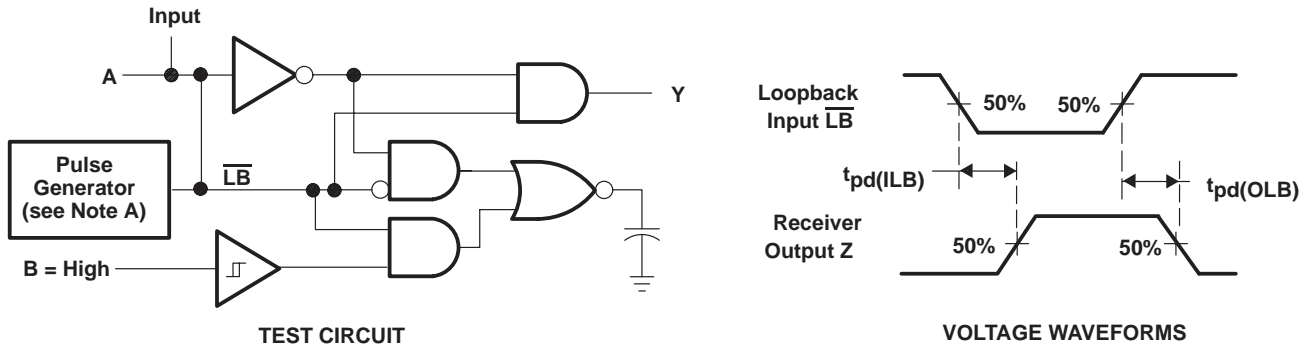 Input
A
Y
LB
Pulse
Generator
(see Note A)
B = High
TEST CIRCUIT
Loopback
Input LB
50%
50%
tpd(ILB)
tpd(OLB)
Receiver
Output Z
50%
50%
VOLTAGE WAVEFORMS